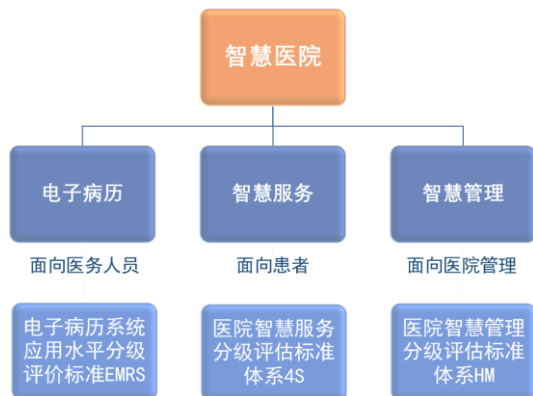 智慧医院
电子病历
智慧服务
智慧管理
面向医务人员
面向患者
面向医院管理
电子病历系统
应用水平分级
评价标准EMRS
医院智慧服务
分级评估标准
体系4S
医院智慧管理
分级评估标准
体系HM